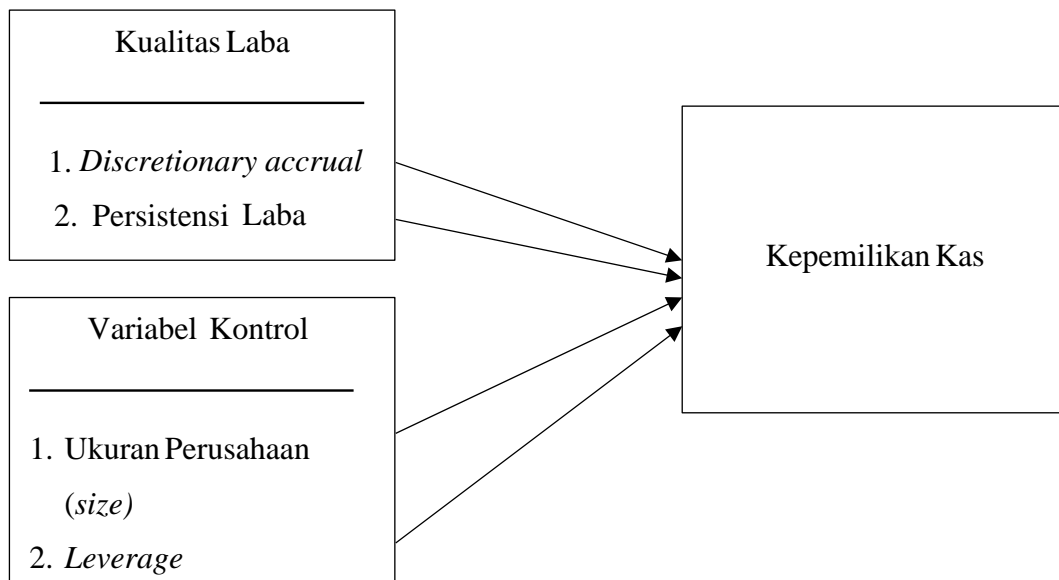 Kualitas Laba
1. Discretionary accrual
2. Persistensi Laba
Kepemilikan Kas
Variabel Kontrol
1. Ukuran Perusahaan
(size)
2. Leverage